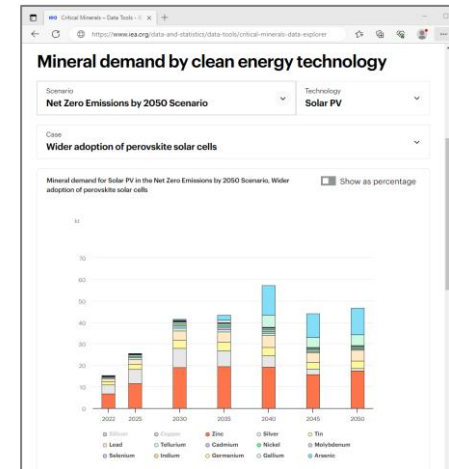 IEA Critical Minerals – Data Tools - I
https://www.iea.org/data-and-statistics/data-tools/critical-minerals-data-explorer
Mineral demand by clean energy technology
Scenario
Net Zero Emissions by 2050 Scenario
Technology
Solar PV
Case
Wider adoption of perovskite solar cells
Mineral demand for Solar PV in the Net Zero Emissions by 2050 Scenario, Wider
adoption of perovskite solar cells
Show as percentage
kt
70
60
50
40
30
20
10
0
2022 2025 2030 2035 2040 2045 2050
Silicon Copper Zinc Silver Tin
Lead Tellurium Cadmium Nickel Molybdenum
Selenium Indium Germanium Gallium Arsenic